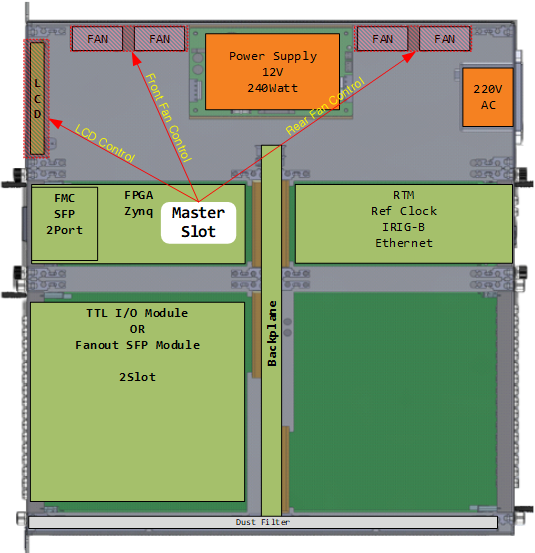 FAN
FAN
FAN
FAN
Power Supply
12V
240Watt
LCD
220V
AC
Front Fan Control
Rear Fan Control
LCD Control
FMC
SFP
2Port
FPGA
Zynq
Master
Slot
RTM
Ref Clock
IRIG-B
Ethernet
TTL I/O Module
OR
Fanout SFP Module
2Slot
Backplane
Dust Filter